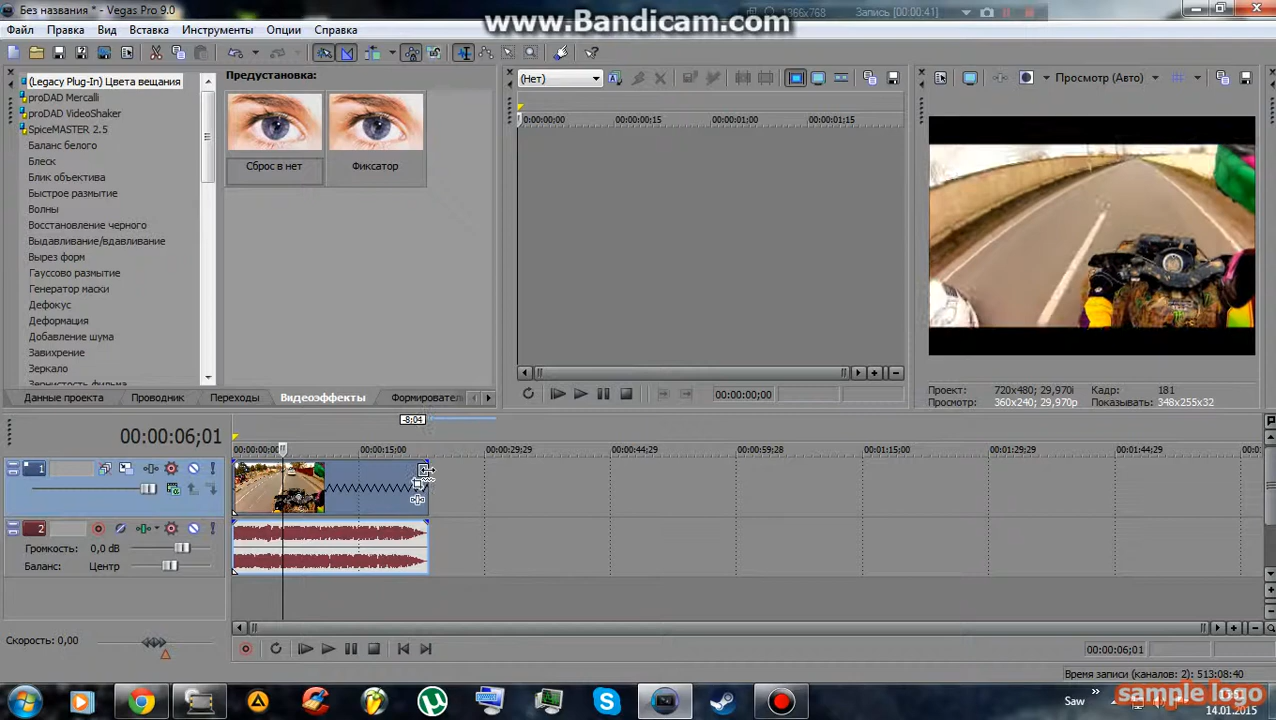 Без названия * - Vegas Pro 9.0
www.Bandicam.com
1366x768
Запись [00:00:41]
Файл Правка Вид Вставка Инструменты Опции Справка
(Legacy Plug-In) Цвета вещания
proDAD Mercalli
proDAD VideoShaker
SpiceMASTER 2.5
Баланс белого
Блеск
Блик объектива
Быстрое размытие
Волны
Восстановление черного
Выдавливание/вдавливание
Вырез форм
Гауссово размытие
Генератор маски
Дефокус
Деформация
Добавление шума
Завихрение
Зеркало
Зернистость фильма
Предустановка:
Сброс в нет
Фиксатор
(Нет)
00:00:00;00 00:00:00;15 00:00:01;00 00:00:01;15
00:00:00;00
Просмотр (Авто)
Проект: 720x480; 29,970i Кадр: 181
Просмотр: 360x240; 29,970p Показывать: 348x255x32
Данные проекта Проводник Переходы Видеоэффекты Формировател
-8;04
00:00:06;01
00:00:00;00 00:00:15;00 00:00:29;29 00:00:44;29 00:00:59;28 00:01:15;00 00:01:29;29 00:01:44;29
1
2
Громкость: 0,0 dB
Баланс: Центр
Скорость: 0,00
00:00:06;01
Время записи (каналов: 2): 513:08:40
Saw
sample logo
14.01.2015